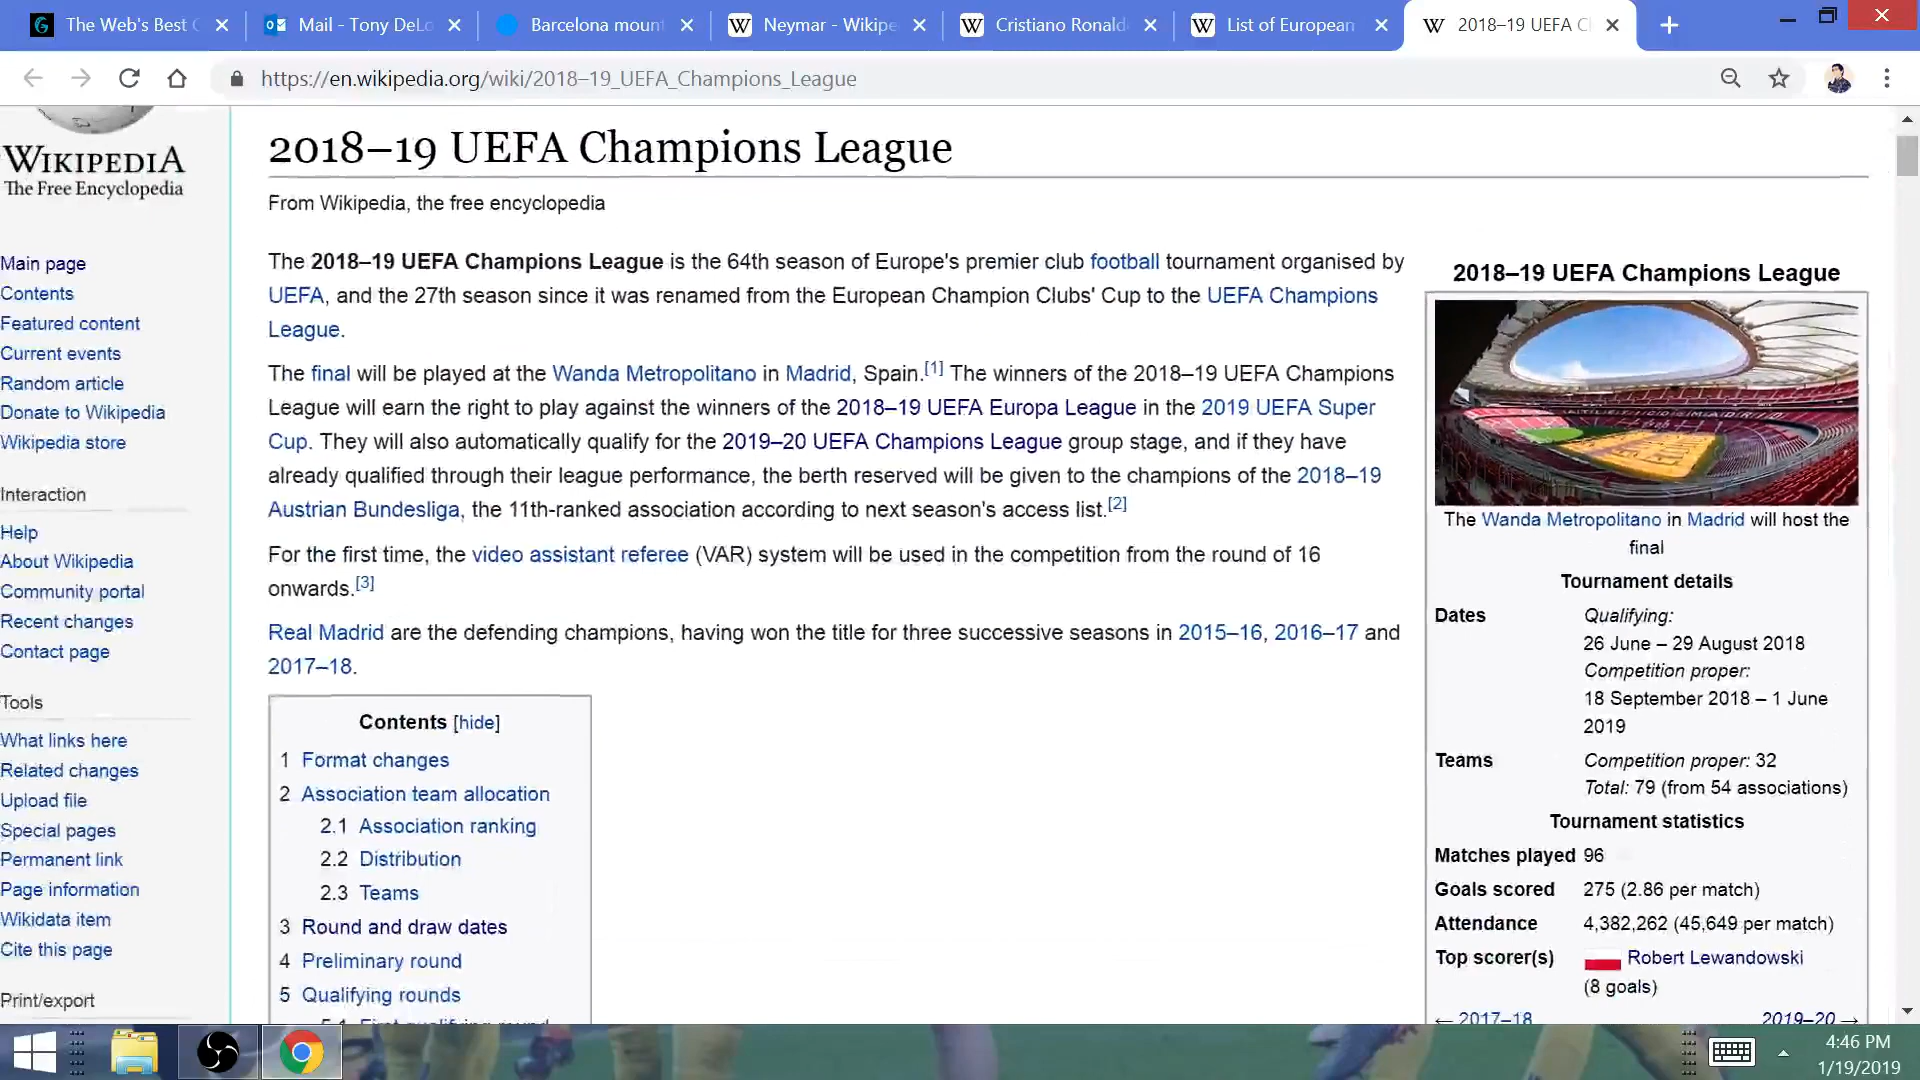 The Web's Best
Mail - Tony DeLo
Barcelona moun
Neymar - Wikipe
Cristiano Ronald
List of European
2018–19 UEFA C
https://en.wikipedia.org/wiki/2018–19_UEFA_Champions_League
WIKIPEDIA
The Free Encyclopedia
Main page
Contents
Featured content
Current events
Random article
Donate to Wikipedia
Wikipedia store
Interaction
Help
About Wikipedia
Community portal
Recent changes
Contact page
Tools
What links here
Related changes
Upload file
Special pages
Permanent link
Page information
Wikidata item
Cite this page
Print/export
2018–19 UEFA Champions League
From Wikipedia, the free encyclopedia
The 2018–19 UEFA Champions League is the 64th season of Europe's premier club football tournament organised by
UEFA, and the 27th season since it was renamed from the European Champion Clubs' Cup to the UEFA Champions
League.
The final will be played at the Wanda Metropolitano in Madrid, Spain.[1] The winners of the 2018–19 UEFA Champions
League will earn the right to play against the winners of the 2018–19 UEFA Europa League in the 2019 UEFA Super
Cup. They will also automatically qualify for the 2019–20 UEFA Champions League group stage, and if they have
already qualified through their league performance, the berth reserved will be given to the champions of the 2018–19
Austrian Bundesliga, the 11th-ranked association according to next season's access list.[2]
For the first time, the video assistant referee (VAR) system will be used in the competition from the round of 16
onwards.[3]
Real Madrid are the defending champions, having won the title for three successive seasons in 2015–16, 2016–17 and
2017–18.
Contents [hide]
1 Format changes
2 Association team allocation
2.1 Association ranking
2.2 Distribution
2.3 Teams
3 Round and draw dates
4 Preliminary round
5 Qualifying rounds
5.1 First qualifying round
2018–19 UEFA Champions League
The Wanda Metropolitano in Madrid will host the
final
Tournament details
Dates Qualifying:
26 June – 29 August 2018
Competition proper:
18 September 2018 – 1 June
2019
Teams Competition proper: 32
Total: 79 (from 54 associations)
Tournament statistics
Matches played 96
Goals scored 275 (2.86 per match)
Attendance 4,382,262 (45,649 per match)
Top scorer(s) Robert Lewandowski
(8 goals)
← 2017–18 2019–20 →
4:46 PM
1/19/2019